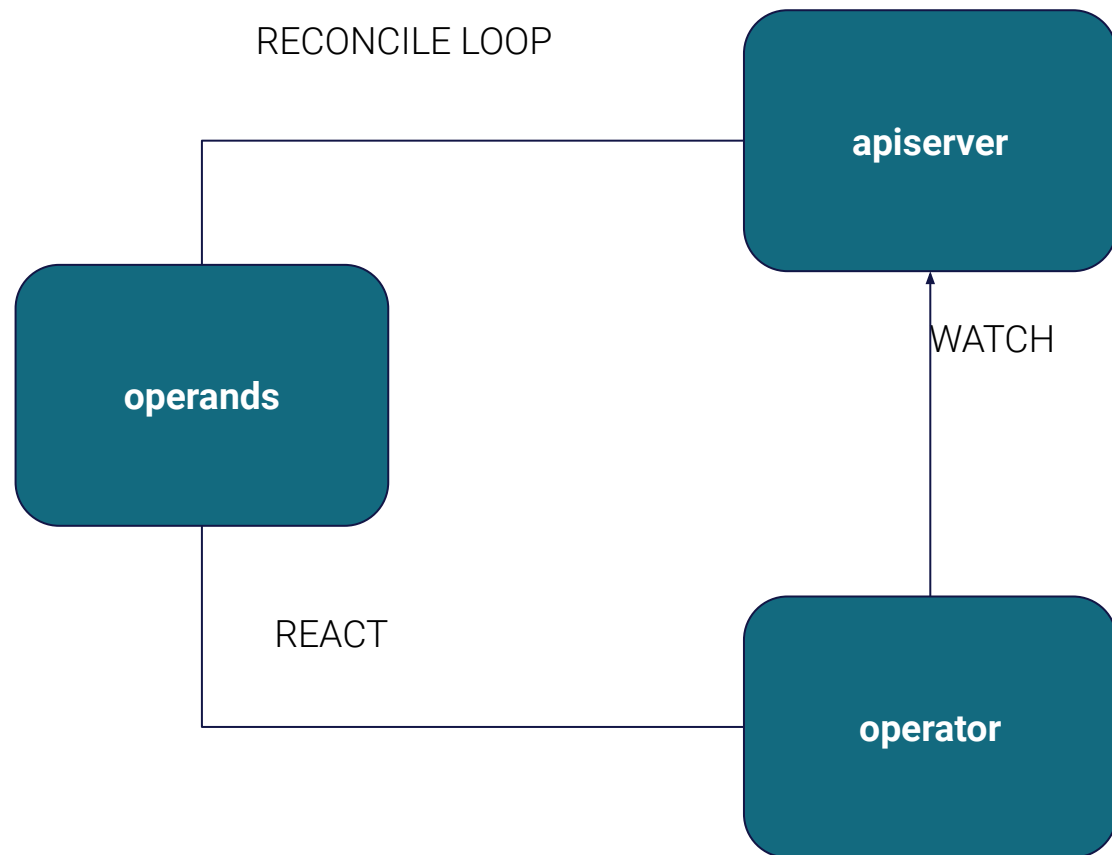 RECONCILE LOOP
apiserver
WATCH
operands
REACT
operator